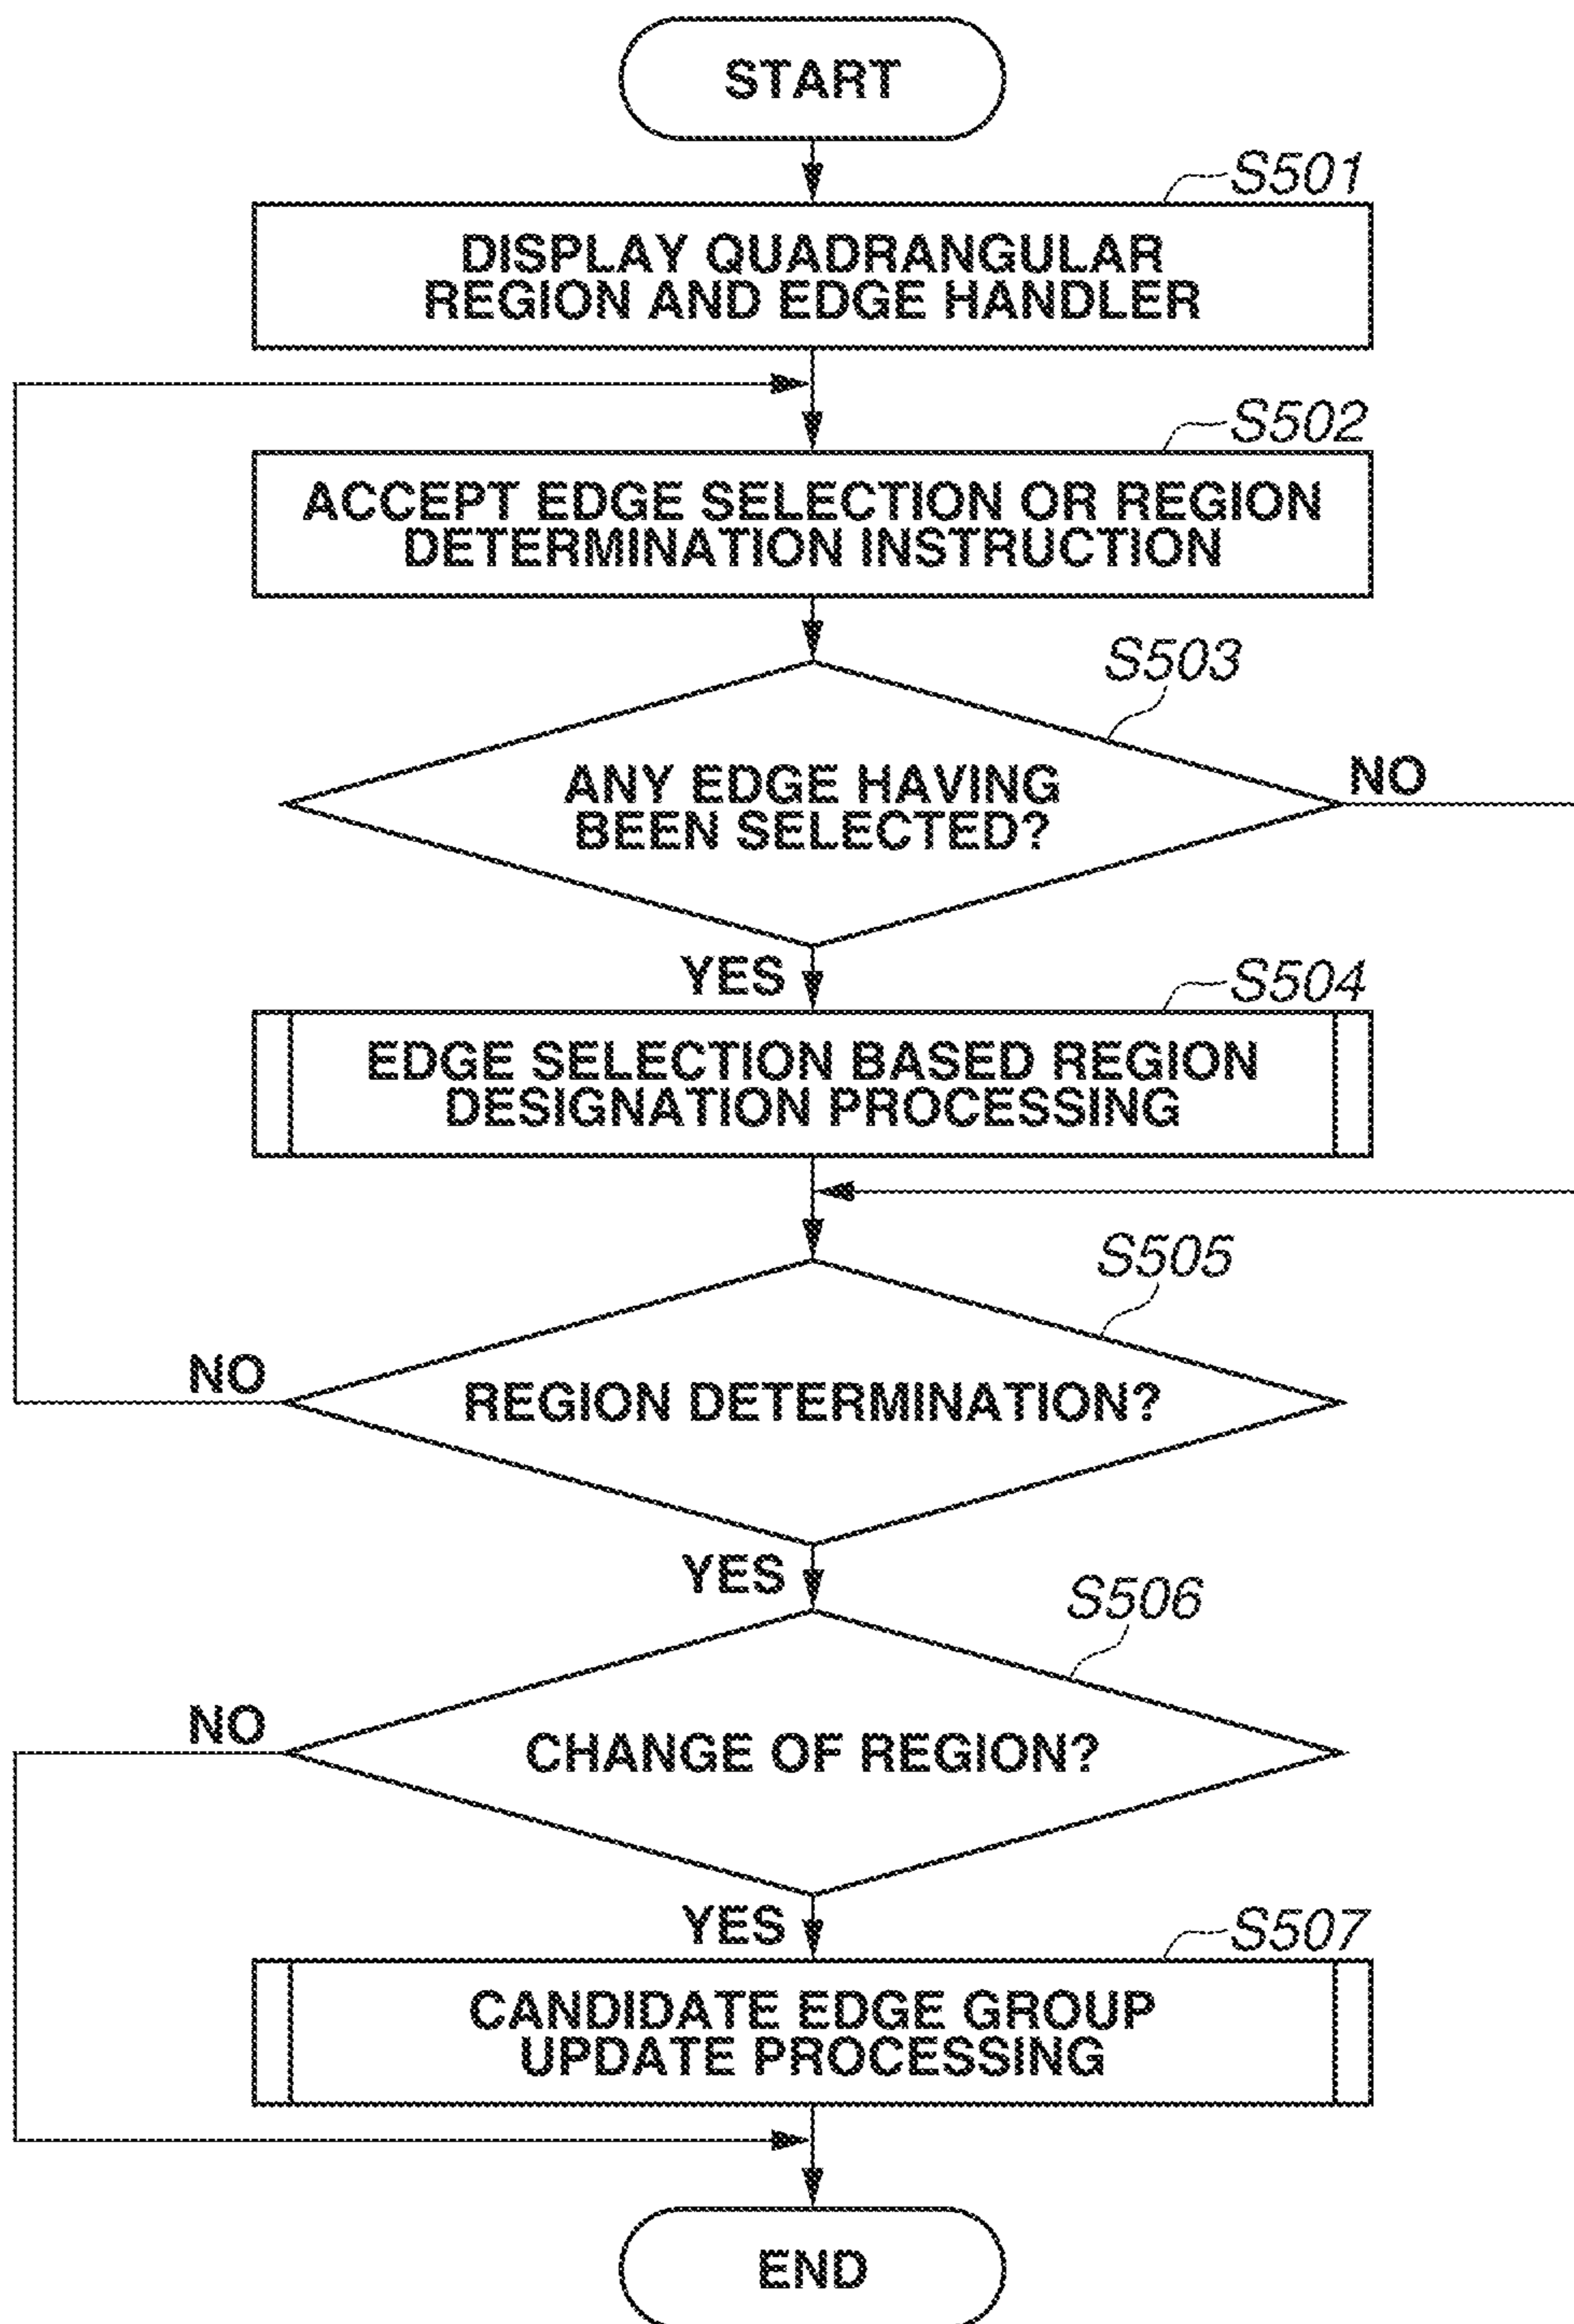 START
S501
DISPLAY QUADRANGULAR
REGION AND EDGE HANDLER
S502
ACCEPT EDGE SELECTION OR REGION
DETERMINATION INSTRUCTION
S503
ANY EDGE HAVING
BEEN SELECTED?
NO
YES
S504
EDGE SELECTION BASED REGION
DESIGNATION PROCESSING
S505
REGION DETERMINATION?
NO
YES
S506
CHANGE OF REGION?
NO
YES
S507
CANDIDATE EDGE GROUP
UPDATE PROCESSING
END